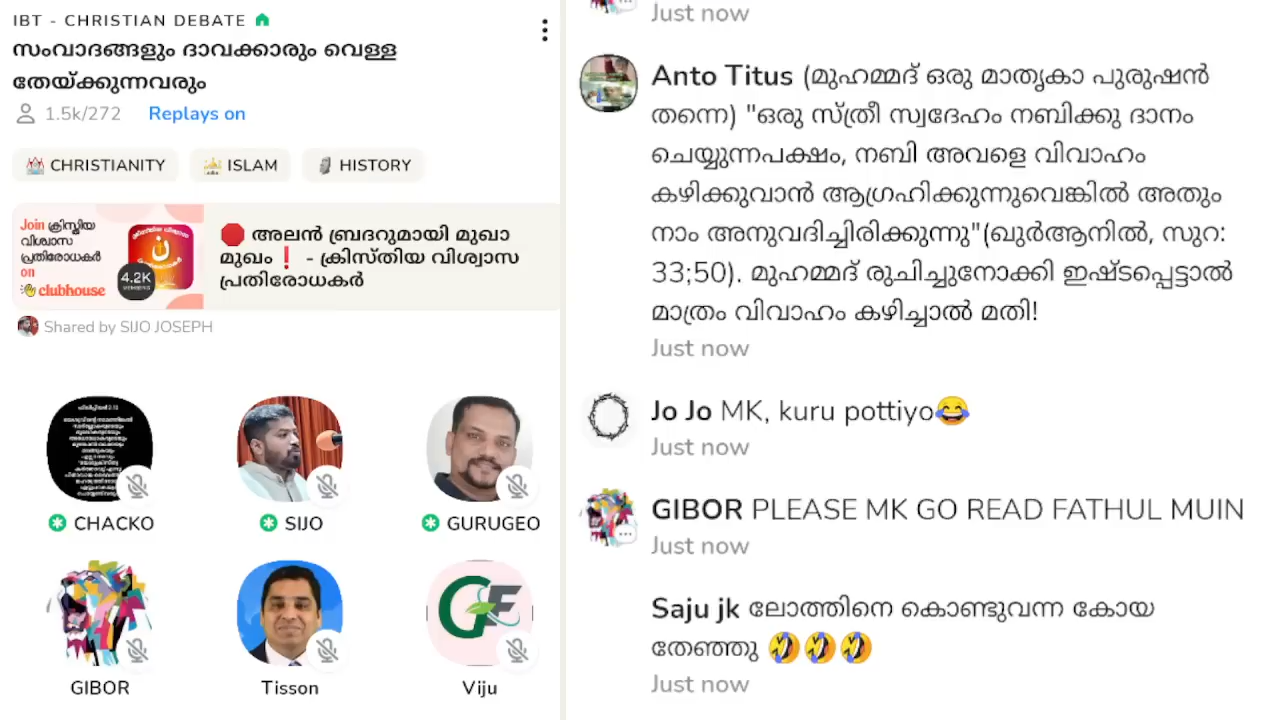 IBT - CHRISTIAN DEBATE
സംവാദങ്ങളും ദാവക്കാരും വെള്ള
തേയ്ക്കുന്നവരും
1.5k/272 Replays on
CHRISTIANITY ISLAM HISTORY
Join ക്രിസ്തീയ
വിശ്വാസ
പ്രതിരോധകർ
on
clubhouse
4.2K
MEMBERS
🛑 അലൻ ബ്രദറുമായി മുഖാ
മുഖം❗ - ക്രിസ്തിയ വിശ്വാസ
പ്രതിരോധകർ
Shared by SIJO JOSEPH
CHACKO SIJO GURUGEO
GF
GIBOR Tisson Viju
Just now
Anto Titus (മുഹമ്മദ് ഒരു മാതൃകാ പുരുഷൻ
തന്നെ) "ഒരു സ്ത്രീ സ്വദേഹം നബിക്കു ദാനം
ചെയ്യുന്നപക്ഷം, നബി അവളെ വിവാഹം
കഴിക്കുവാൻ ആഗ്രഹിക്കുന്നുവെങ്കിൽ അതും
നാം അനുവദിച്ചിരിക്കുന്നു"(ഖുർആനിൽ, സുറ:
33;50). മുഹമ്മദ് രുചിച്ചുനോക്കി ഇഷ്ടപ്പെട്ടാൽ
മാത്രം വിവാഹം കഴിച്ചാൽ മതി!
Just now
Jo Jo MK, kuru pottiyo😂
Just now
GIBOR PLEASE MK GO READ FATHUL MUIN
Just now
Saju jk ലോത്തിനെ കൊണ്ടുവന്ന കോയ
തേഞ്ഞു 🤣🤣🤣
Just now